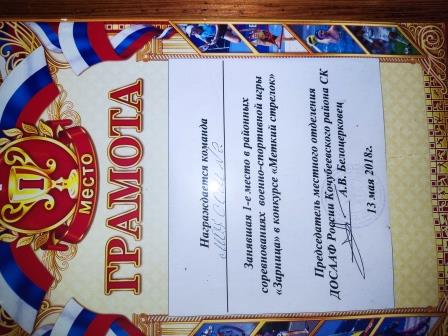 1
МЕСТО
ГРАМОТА
Награждается команда
Занявшая 1-е место в районных
соревнованиях военно-спортивной игры
«Зарница» в конкурсе «Меткий стрелок»
Председатель местного отделения
ДОСААФ России Кочубеевского района СК
А.В. Белоцерковец
13 мая 2018г.